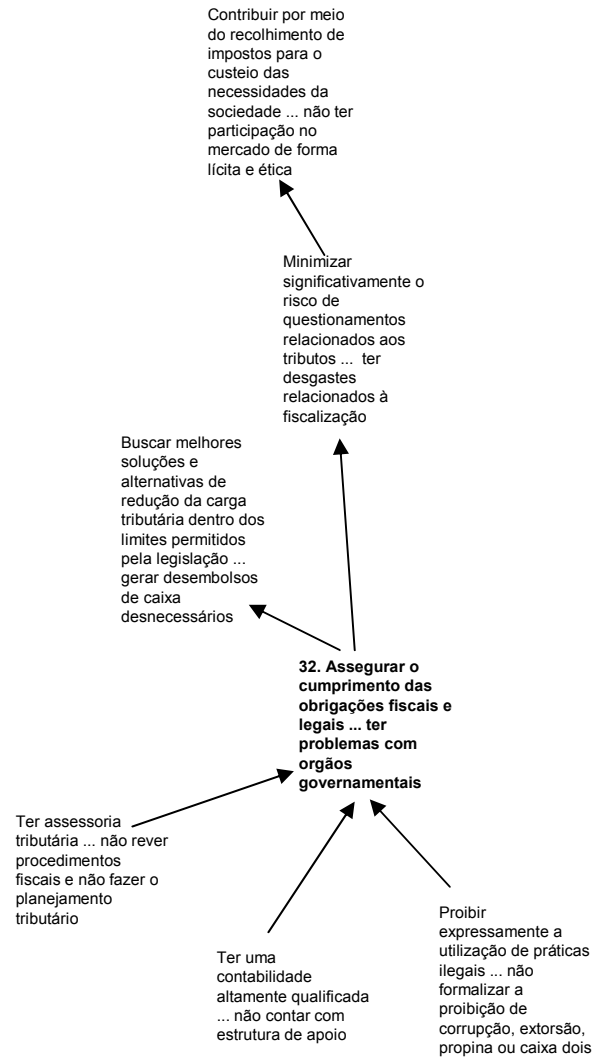 Contribuir por meio
do recolhimento de
impostos para o
custeio das
necessidades da
sociedade ... não ter
participação no
mercado de forma
lícita e ética
Minimizar
significativamente o
risco de
questionamentos
relacionados aos
tributos ... ter
desgastes
relacionados à
fiscalização
Buscar melhores
soluções e
alternativas de
redução da carga
tributária dentro dos
limites permitidos
pela legislação ...
gerar desembolsos
de caixa
desnecessários
32. Assegurar o
cumprimento das
obrigações fiscais e
legais ... ter
problemas com
orgãos
governamentais
Ter assessoria
tributária ... não rever
procedimentos
fiscais e não fazer o
planejamento
tributário
Ter uma
contabilidade
altamente qualificada
... não contar com
estrutura de apoio
Proibir
expressamente a
utilização de práticas
ilegais ... não
formalizar a
proibição de
corrupção, extorsão,
propina ou caixa dois